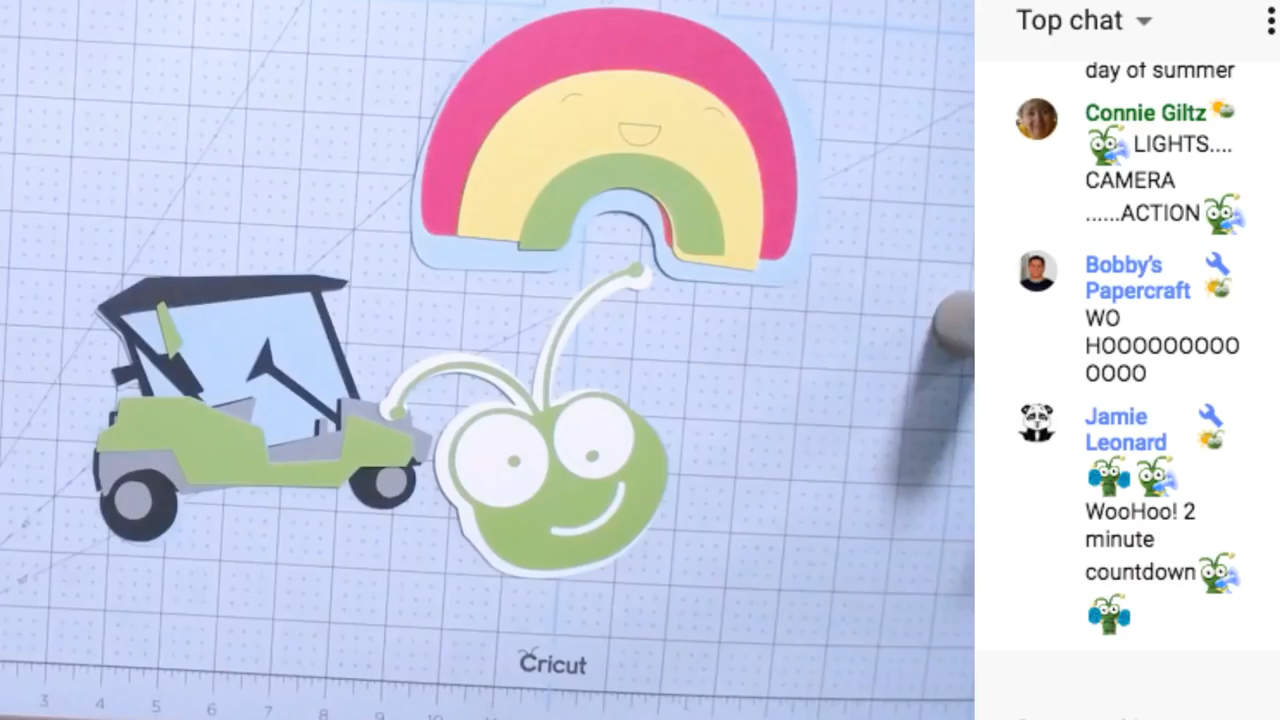 Top chat
day of summer
Connie Giltz
LIGHTS....
CAMERA
......ACTION
Bobby's
Papercraft
WO
HOOOOOOOOO
OOOO
Jamie
Leonard
WooHoo! 2
minute
countdown
Cricut
3 4 5 6 7 8 9 10